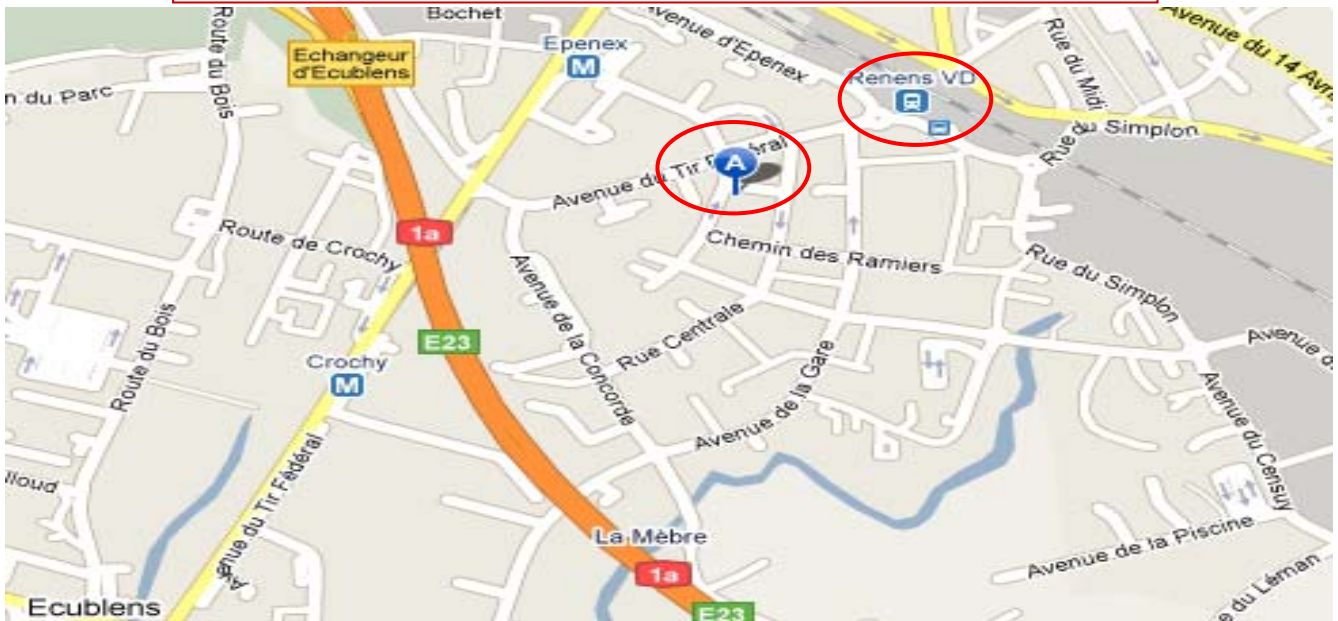 Bochet
Avenue d'Epenex
Avenue du 14 Avr
Route du Bois
Echangeur
d'Ecublens
Epenex
M
Renens VD
Rue du Midi
n du Parc
Rue du Simplon
A
Avenue du Tir Fédéral
Route de Crochy
1a
Chemin des Ramiers
Rue du Simplon
Avenue de la Concorde
Route du Bois
E23
Rue Centrale
Avenue d
Crochy
M
Avenue de la Gare
Avenue du Censuy
lloud
Avenue du Tir Fédéral
La Mèbre
Avenue de la Piscine
1a
e du Léman
Ecublens
E23